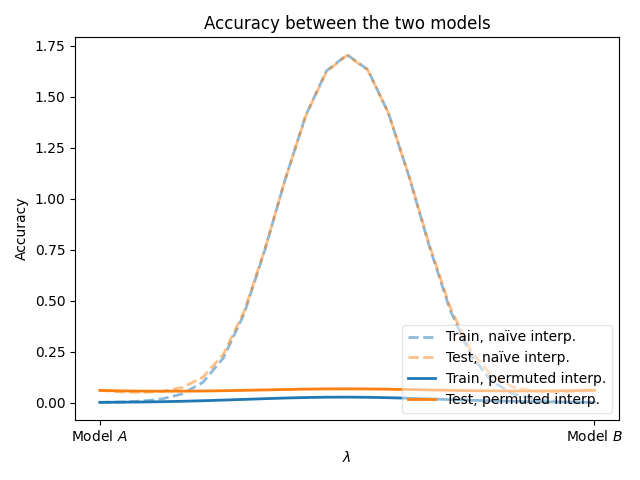 Accuracy between the two models
1.75
1.50
1.25
1.00
0.75
0.50
0.25
0.00
Accuracy
Train, naïve interp.
Test, naïve interp.
Train, permuted interp.
Test, permuted interp.
Model A
Model B
λ